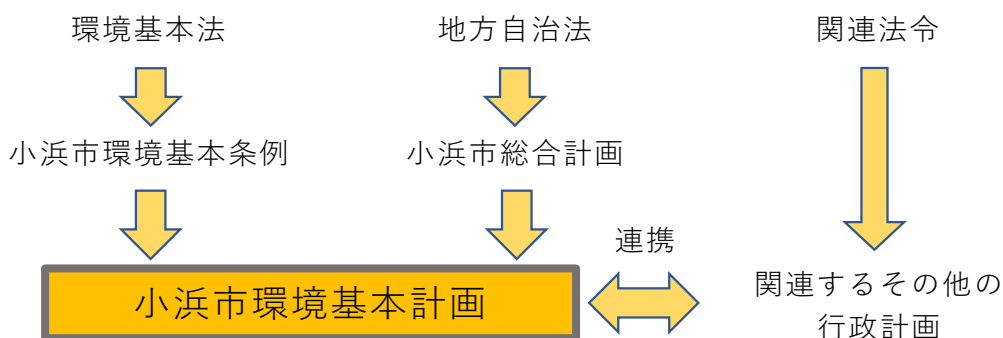 環境基本法
地方自治法
関連法令
小浜市環境基本条例
小浜市総合計画
連携
小浜市環境基本計画
関連するその他の
行政計画